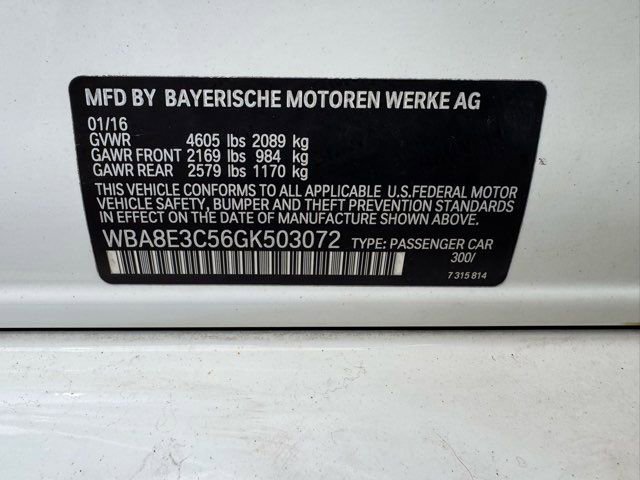 MFD BY BAYERISCHE MOTOREN WERKE AG
01/16
GVWR 4605 lbs 2089 kg
GAWR FRONT 2169 lbs 984 kg
GAWR REAR 2579 lbs 1170 kg
THIS VEHICLE CONFORMS TO ALL APPLICABLE U.S.FEDERAL MOTOR
VEHICLE SAFETY, BUMPER AND THEFT PREVENTION STANDARDS
IN EFFECT ON THE DATE OF MANUFACTURE SHOWN ABOVE.
WBA8E3C56GK503072 TYPE: PASSENGER CAR
300/
7 315 814